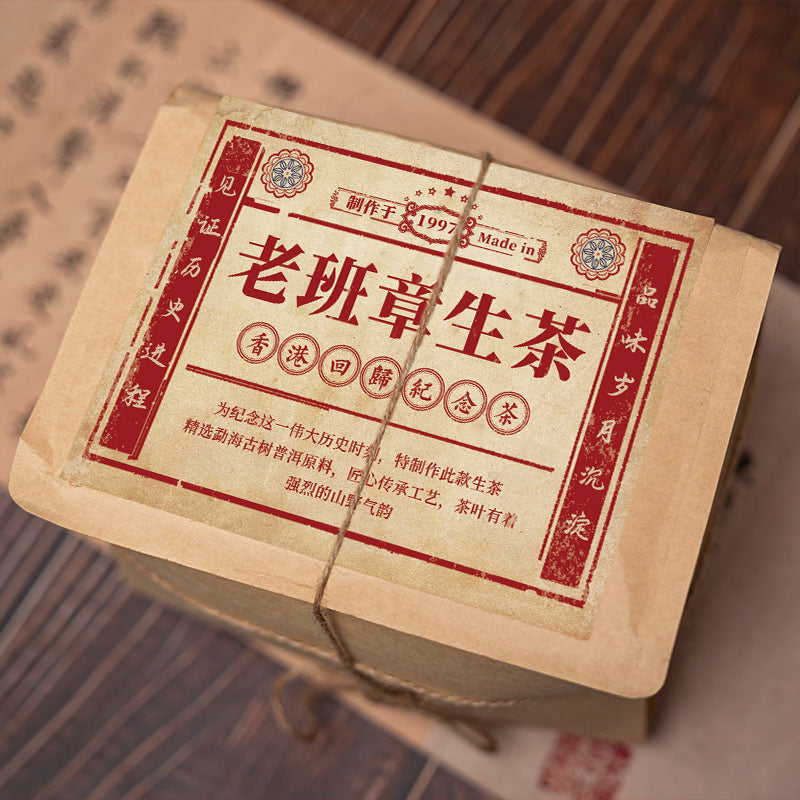 制作于 1997 Made in
老班章生茶
香港回歸紀念茶
为纪念这一伟大历史时刻，特制作此款生茶
精选勐海古树普洱原料，匠心传承工艺，茶叶有着
强烈的山野气韵
见证历史进程
品味岁月沉淀